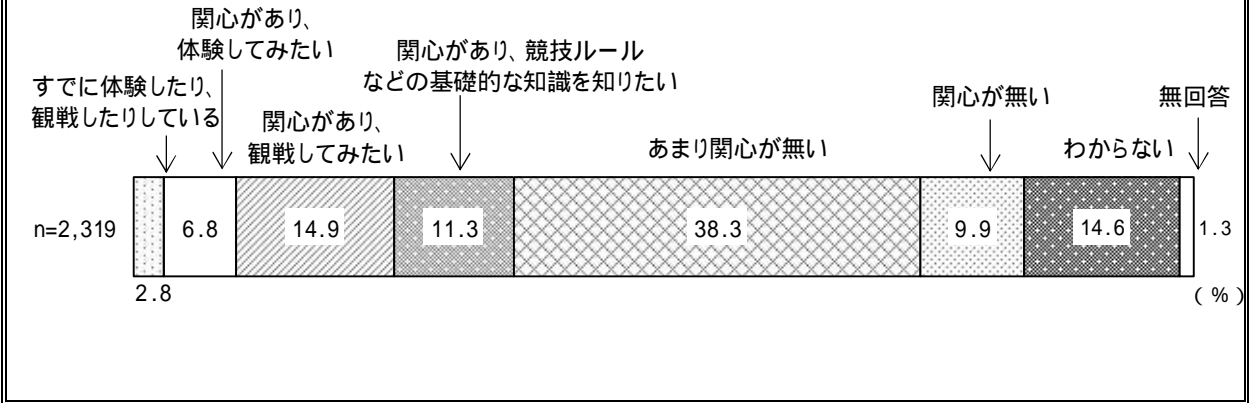 関心があり、
体験してみたい
関心があり、競技ルール
などの基礎的な知識を知りたい
すでに体験したり、
観戦したりしている
関心があり、
観戦してみたい
あまり関心が無い
関心が無い
わからない
無回答
n=2,319
6.8
14.9
11.3
38.3
9.9
14.6
1.3
2.8
(%)